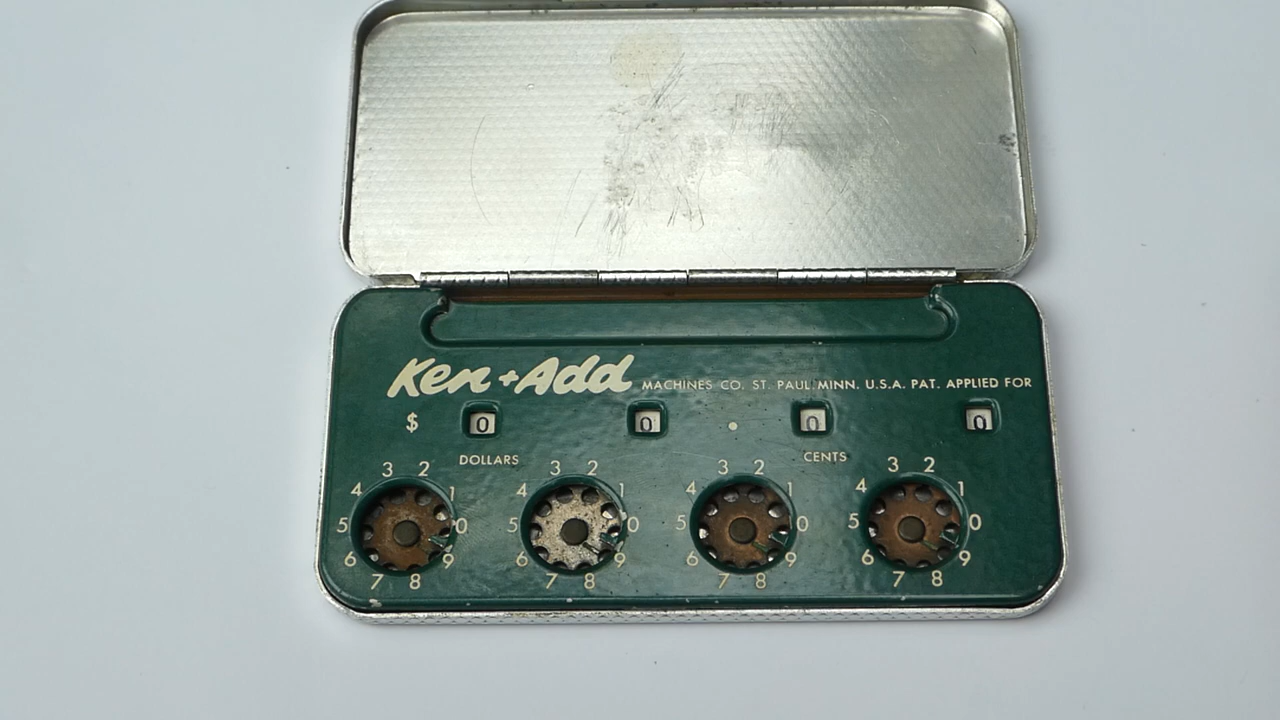 Ken + Add MACHINES CO. ST. PAUL. MINN. U.S.A. PAT. APPLIED FOR
$ 0 0 . 0 0
DOLLARS CENTS
3 2 3 2 3 2 3 2
4 1 4 1 4 1 4 1
5 0 5 0 5 0 5 0
6 9 6 9 6 9 6 9
7 8 7 8 7 8 7 8